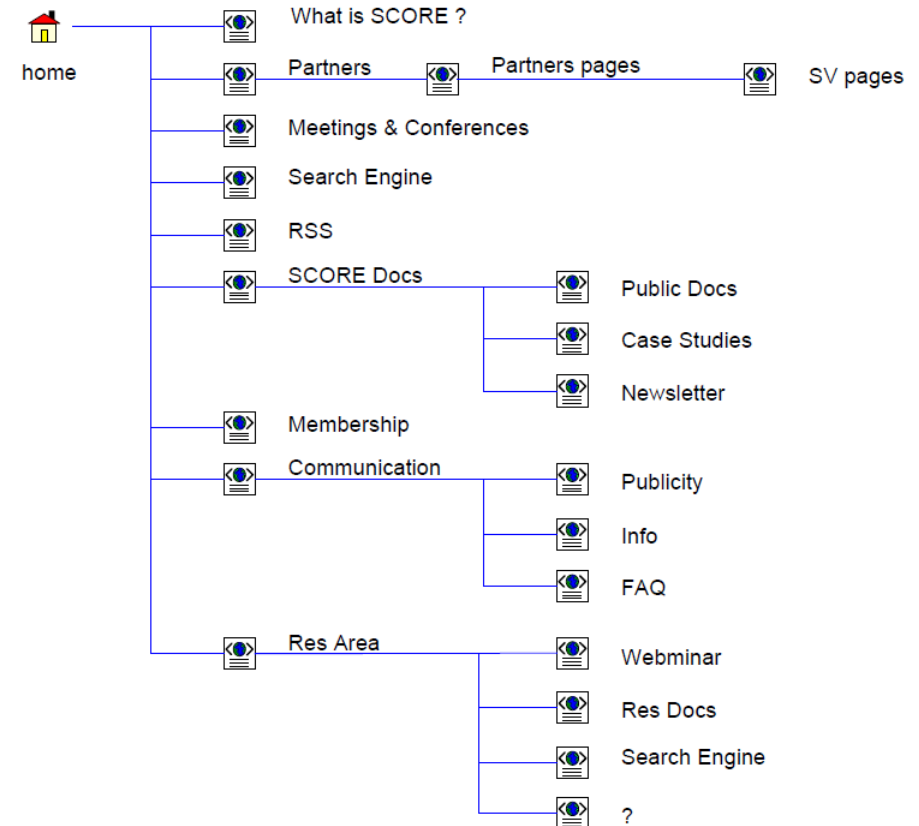 What is SCORE ?
home
Partners
Partners pages
SV pages
Meetings & Conferences
Search Engine
RSS
SCORE Docs
Public Docs
Case Studies
Newsletter
Membership
Communication
Publicity
Info
FAQ
Res Area
Webminar
Res Docs
Search Engine
?